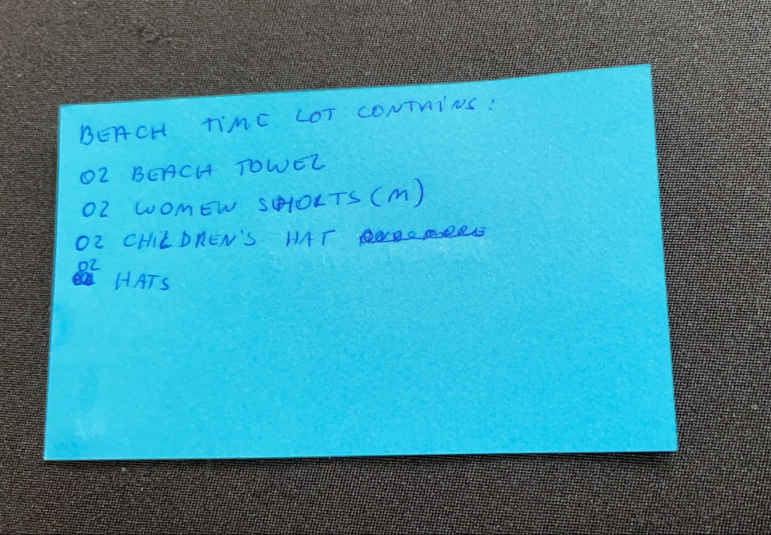 BEACH TIME LOT CONTAINS:
02 BEACH TOWEL
02 WOMEN SHORTS (M)
02 CHILDREN'S HAT
02 HATS